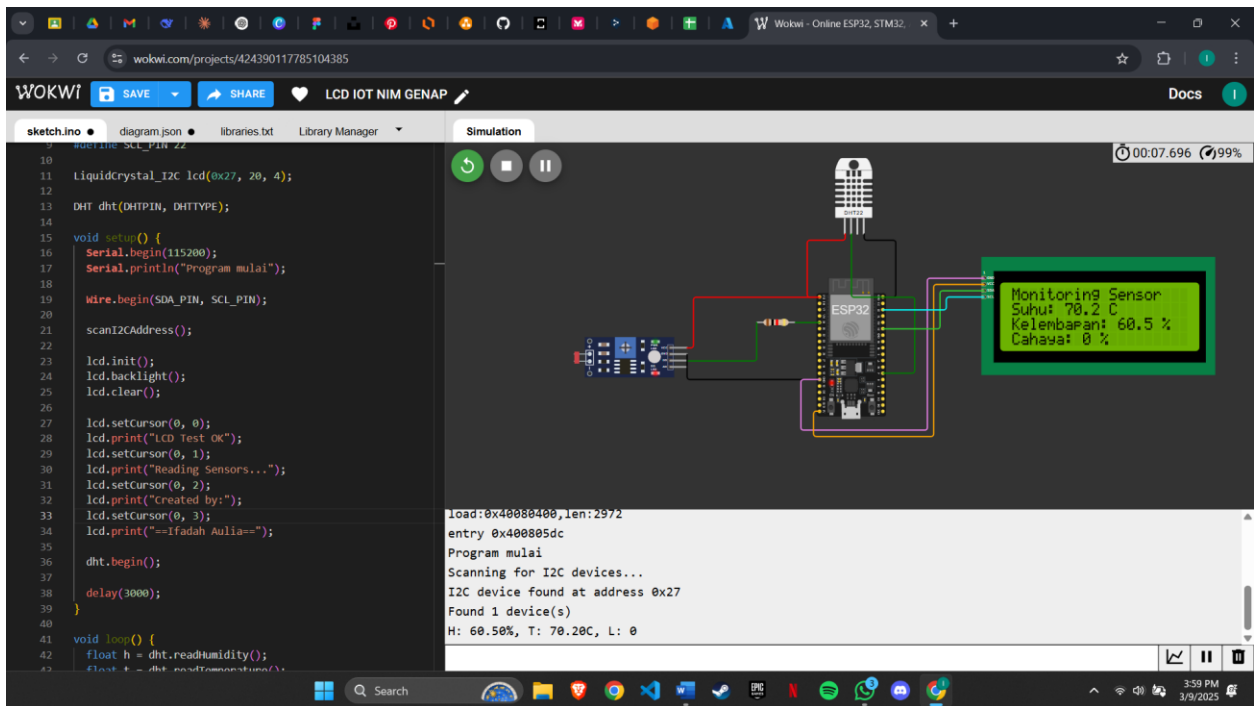 Wokwi - Online ESP32, STM32,
wokwi.com/projects/424390117785104385
WOKWi SAVE SHARE LCD IOT NIM GENAP Docs I
sketch.ino diagram.json libraries.txt Library Manager
9 #define SCL_PIN 22
10
11 LiquidCrystal_I2C lcd(0x27, 20, 4);
12
13 DHT dht(DHTPIN, DHTTYPE);
14
15 void setup() {
16 Serial.begin(115200);
17 Serial.println("Program mulai");
18
19 Wire.begin(SDA_PIN, SCL_PIN);
20
21 scanI2CAddress();
22
23 lcd.init();
24 lcd.backlight();
25 lcd.clear();
26
27 lcd.setCursor(0, 0);
28 lcd.print("LCD Test OK");
29 lcd.setCursor(0, 1);
30 lcd.print("Reading Sensors...");
31 lcd.setCursor(0, 2);
32 lcd.print("Created by:");
33 lcd.setCursor(0, 3);
34 lcd.print("==Ifadah Aulia==");
35
36 dht.begin();
37
38 delay(3000);
39 }
40
41 void loop() {
42 float h = dht.readHumidity();
43 float t = dht.readTemperature();
Simulation
00:07.696 99%
DHT22
ESP32
Monitoring Sensor
Suhu: 70.2 C
Kelembapan: 60.5 %
Cahaya: 0 %
load:0x40080400,len:2972
entry 0x400805dc
Program mulai
Scanning for I2C devices...
I2C device found at address 0x27
Found 1 device(s)
H: 60.50%, T: 70.20C, L: 0
Search
3:59 PM
3/9/2025